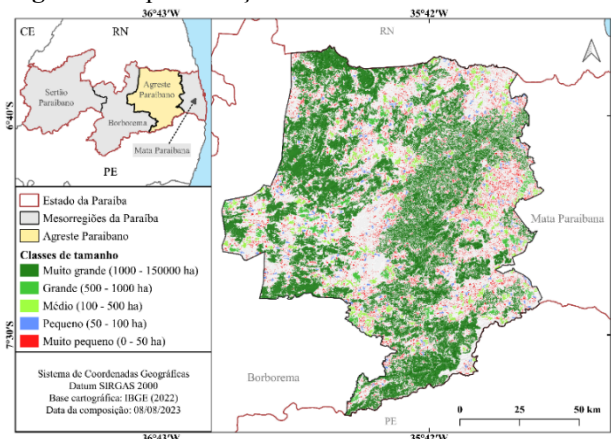 36°43'W
35°42'W
CE
RN
Sertão
Paraibano
Agreste
Paraibano
Borborema
Mata Paraibana
PE
6°40'S
Estado da Paraíba
Mesorregiões da Paraíba
Agreste Paraibano
Classes de tamanho
Muito grande (1000 - 150000 ha)
Grande (500 - 1000 ha)
Médio (100 - 500 ha)
Pequeno (50 - 100 ha)
Muito pequeno (0 - 50 ha)
7°30'S
Sistema de Coordenadas Geográficas
Datum SIRGAS 2000
Base cartográfica: IBGE (2022)
Data da composição: 08/08/2023
RN
Mata Paraibana
Borborema
PE
0 25 50 km
36°43'W
35°42'W